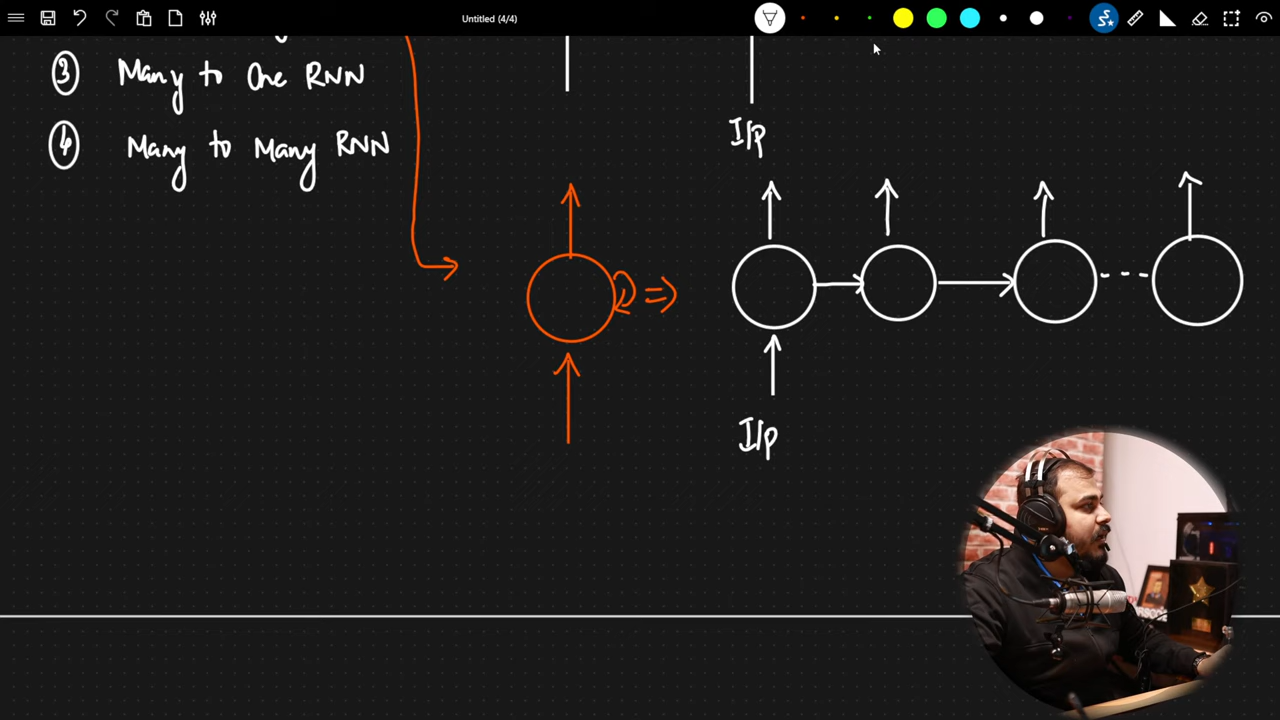 Untitled (4/4)
③ Many to One RNN
I/p
④ Many to Many RNN
I/p